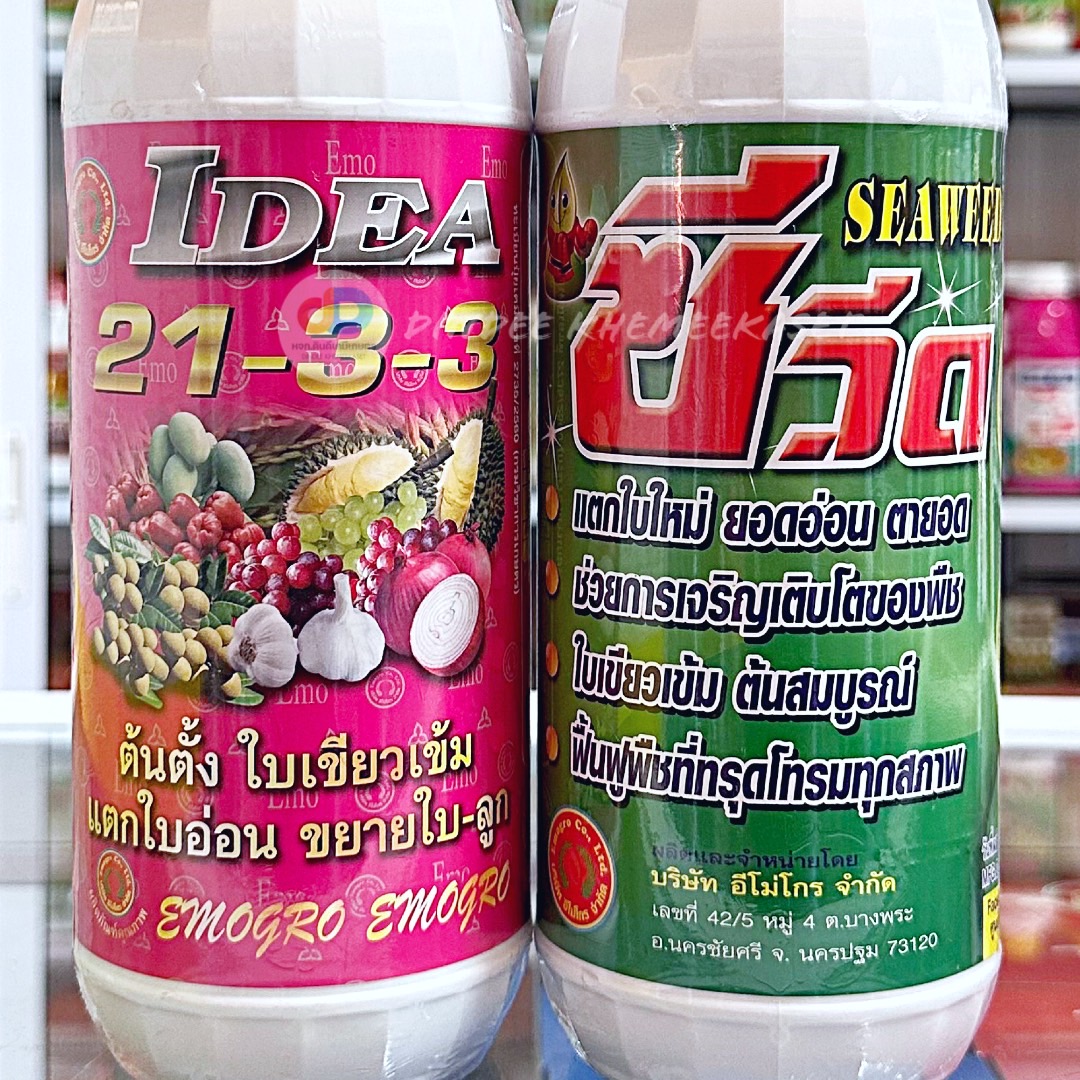 IDEA
21-3-3
ต้นตั้ง ใบเขียวเข้ม
แตกใบอ่อน ขยายใบ-ลูก
EMOGRO EMOGRO
Emo
SEAWEE
ซีวีด
แตกใบใหม่ ยอดอ่อน ตายอด
ช่วยการเจริญเติบโตของพืช
ใบเขียวเข้ม ต้นสมบูรณ์
ฟื้นฟูพืชที่ทรุดโทรมทุกสภาพ
ผลิตและจำหน่ายโดย
บริษัท อีโม่โกร จำกัด
เลขที่ 42/5 หมู่ 4 ต.บางพระ
อ.นครชัยศรี จ. นครปฐม 73120